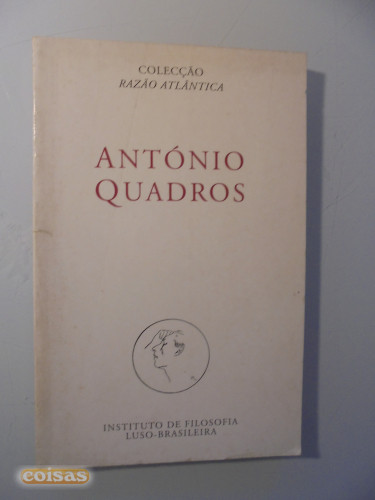 COLECÇÃO
RAZÃO ATLÂNTICA
ANTÓNIO
QUADROS
INSTITUTO DE FILOSOFIA
LUSO-BRASILEIRA
coisas